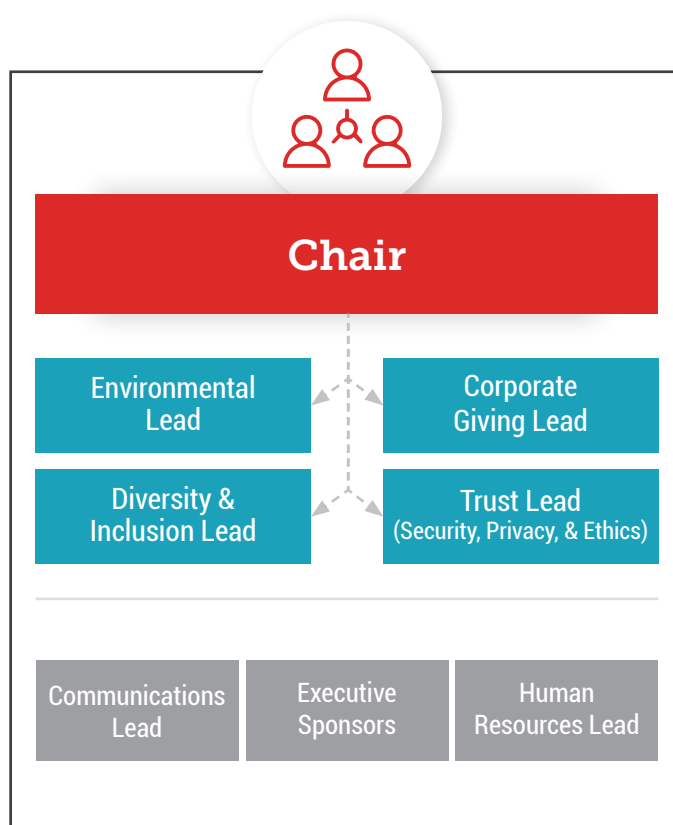 Chair
Environmental
Lead
Corporate
Giving Lead
Diversity &
Inclusion Lead
Trust Lead
(Security, Privacy, & Ethics)
Communications
Lead
Executive
Sponsors
Human
Resources Lead